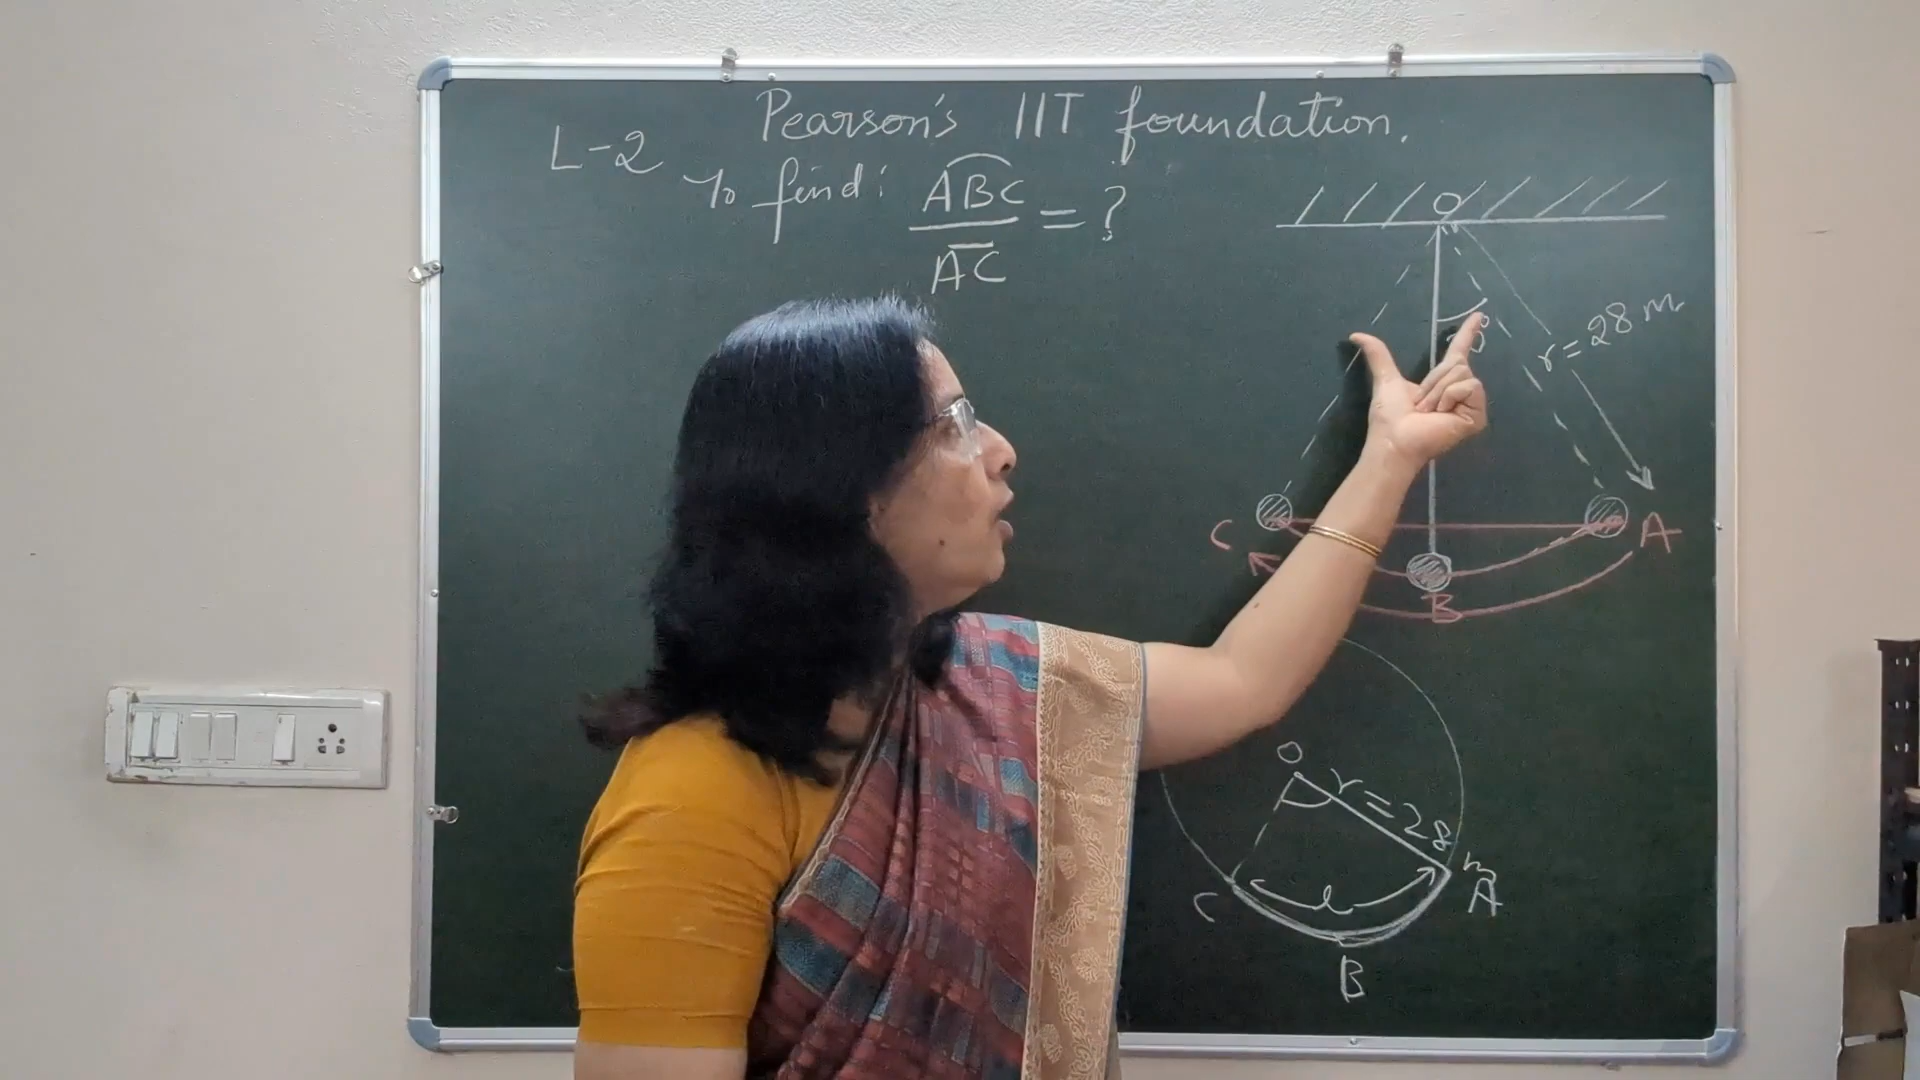 Pearson's IIT foundation.
L-2
To find: ABC / AC = ?
O
r = 28 m
C
A
B
O
r = 28 m
C
l
A
B